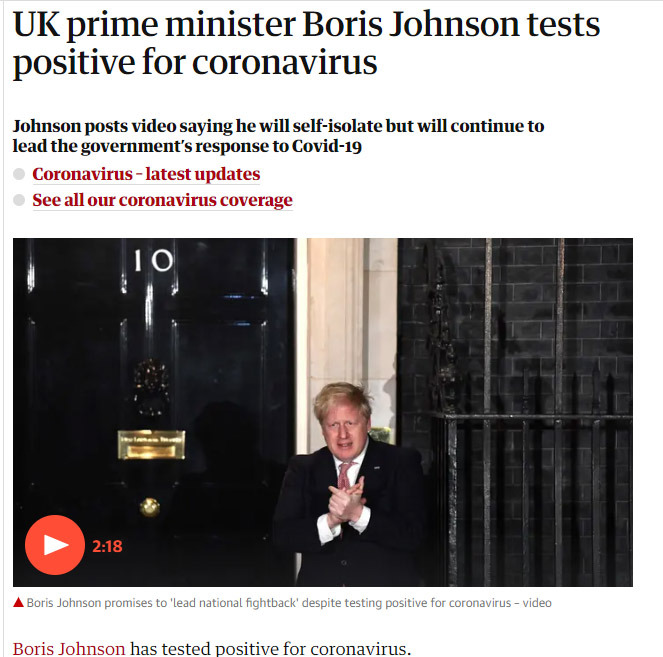 UK prime minister Boris Johnson tests
positive for coronavirus
Johnson posts video saying he will self-isolate but will continue to
lead the government's response to Covid-19
Coronavirus – latest updates
See all our coronavirus coverage
10
2:18
Boris Johnson promises to 'lead national fightback' despite testing positive for coronavirus – video
Boris Johnson has tested positive for coronavirus.